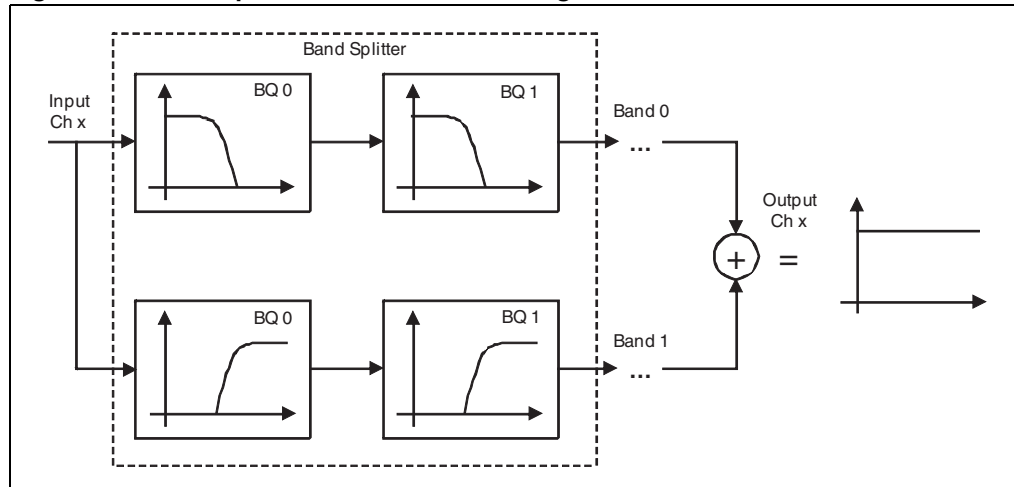 Band Splitter
Input
Ch x
BQ 0
BQ 1
Band 0
...
Output
Ch x
+
=
BQ 0
BQ 1
Band 1
...